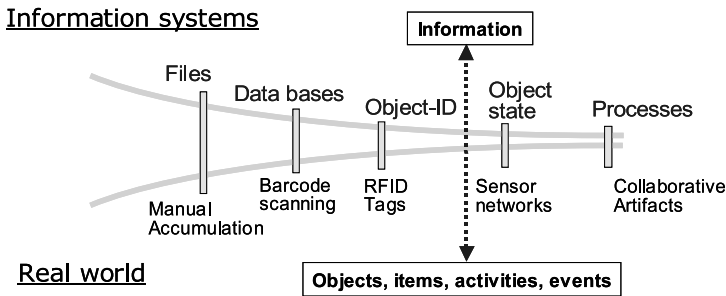 Information systems
Information
Files
Data bases
Object-ID
Object
state
Processes
Manual
Accumulation
Barcode
scanning
RFID
Tags
Sensor
networks
Collaborative
Artifacts
Real world
Objects, items, activities, events